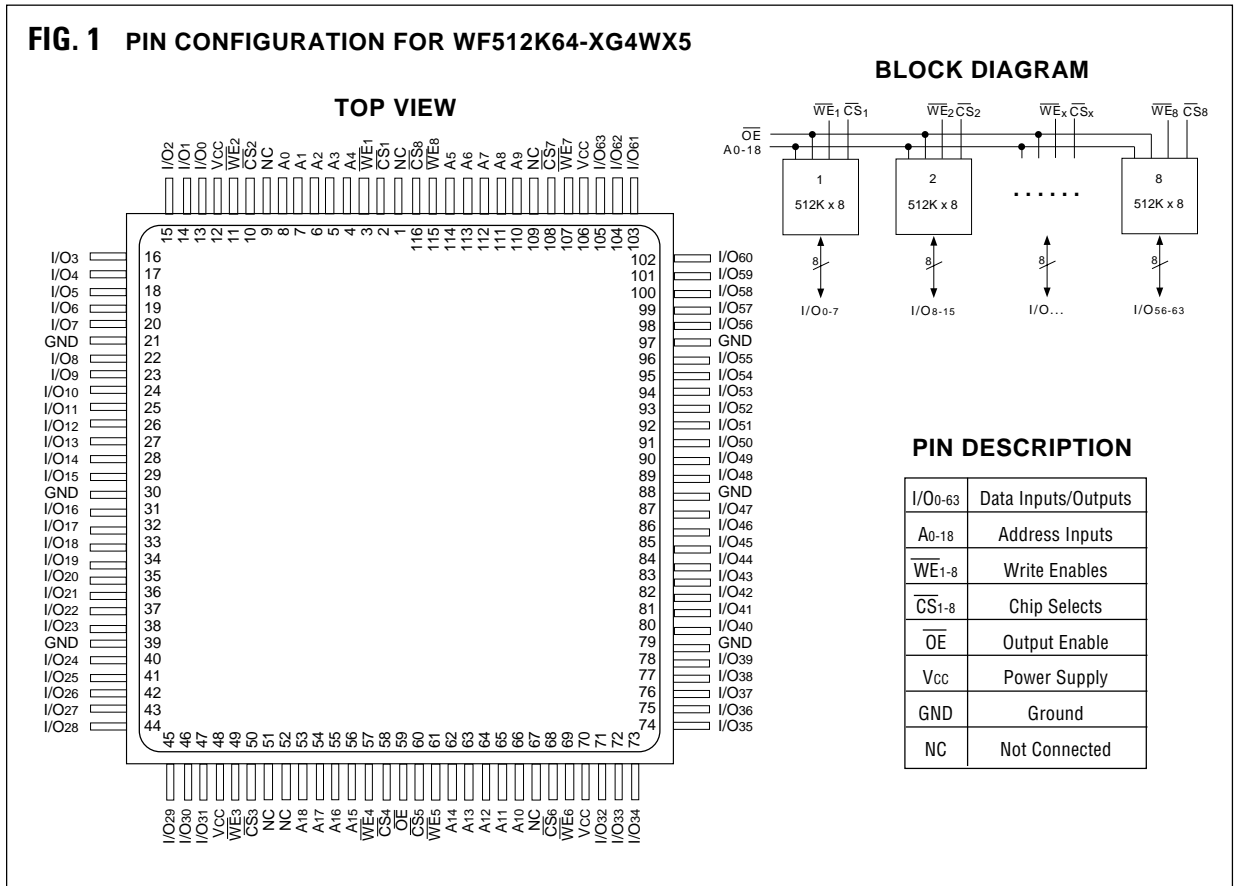 FIG. 1 PIN CONFIGURATION FOR WF512K64-XG4WX5
TOP VIEW
I/O2 I/O1 I/O0 VCC WE2 CS2 NC A0 A1 A2 A3 A4 WE1 CS1 NC CS8 WE8 A5 A6 A7 A8 A9 NC CS7 WE7 VCC I/O63 I/O62 I/O61
15 14 13 12 11 10 9 8 7 6 5 4 3 2 1 116 115 114 113 112 111 110 109 108 107 106 105 104 103
I/O3 16 102 I/O60
I/O4 17 101 I/O59
I/O5 18 100 I/O58
I/O6 19 99 I/O57
I/O7 20 98 I/O56
GND 21 97 GND
I/O8 22 96 I/O55
I/O9 23 95 I/O54
I/O10 24 94 I/O53
I/O11 25 93 I/O52
I/O12 26 92 I/O51
I/O13 27 91 I/O50
I/O14 28 90 I/O49
I/O15 29 89 I/O48
GND 30 88 GND
I/O16 31 87 I/O47
I/O17 32 86 I/O46
I/O18 33 85 I/O45
I/O19 34 84 I/O44
I/O20 35 83 I/O43
I/O21 36 82 I/O42
I/O22 37 81 I/O41
I/O23 38 80 I/O40
GND 39 79 GND
I/O24 40 78 I/O39
I/O25 41 77 I/O38
I/O26 42 76 I/O37
I/O27 43 75 I/O36
I/O28 44 74 I/O35
45 46 47 48 49 50 51 52 53 54 55 56 57 58 59 60 61 62 63 64 65 66 67 68 69 70 71 72 73
I/O29 I/O30 I/O31 VCC WE3 CS3 NC NC A18 A17 A16 A15 WE4 CS4 OE CS5 WE5 A14 A13 A12 A11 A10 NC CS6 WE6 VCC I/O32 I/O33 I/O34
BLOCK DIAGRAM
WE1 CS1 WE2 CS2 WEX CSX WE8 CS8
OE
A0-18
1 2 8
512K x 8 512K x 8 ...... 512K x 8
8 8 8 8
I/O0-7 I/O8-15 I/O... I/O56-63
PIN DESCRIPTION
I/O0-63 Data Inputs/Outputs
A0-18 Address Inputs
WE1-8 Write Enables
CS1-8 Chip Selects
OE Output Enable
VCC Power Supply
GND Ground
NC Not Connected